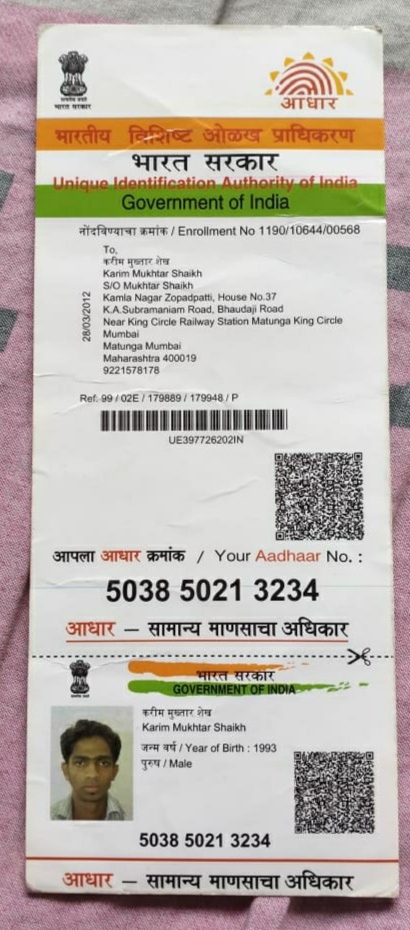 भारत सरकार
आधार
भारतीय विशिष्ट ओळख प्राधिकरण
भारत सरकार
Unique Identification Authority of India
Government of India
नोंदविण्याचा क्रमांक / Enrollment No 1190/10644/00568
To,
करीम मुख्तार शेख
Karim Mukhtar Shaikh
S/O Mukhtar Shaikh
Kamla Nagar Zopadpatti, House No.37
K.A.Subramaniam Road, Bhaudaji Road
Near King Circle Railway Station Matunga King Circle
Mumbai
Matunga Mumbai
Maharashtra 400019
9221578178
28/03/2012
Ref: 99 / 02E / 179889 / 179948 / P
UE397726202IN
आपला आधार क्रमांक / Your Aadhaar No. :
5038 5021 3234
आधार – सामान्य माणसाचा अधिकार
भारत सरकार
GOVERNMENT OF INDIA
करीम मुख्तार शेख
Karim Mukhtar Shaikh
जन्म वर्ष / Year of Birth : 1993
पुरुष / Male
5038 5021 3234
आधार – सामान्य माणसाचा अधिकार